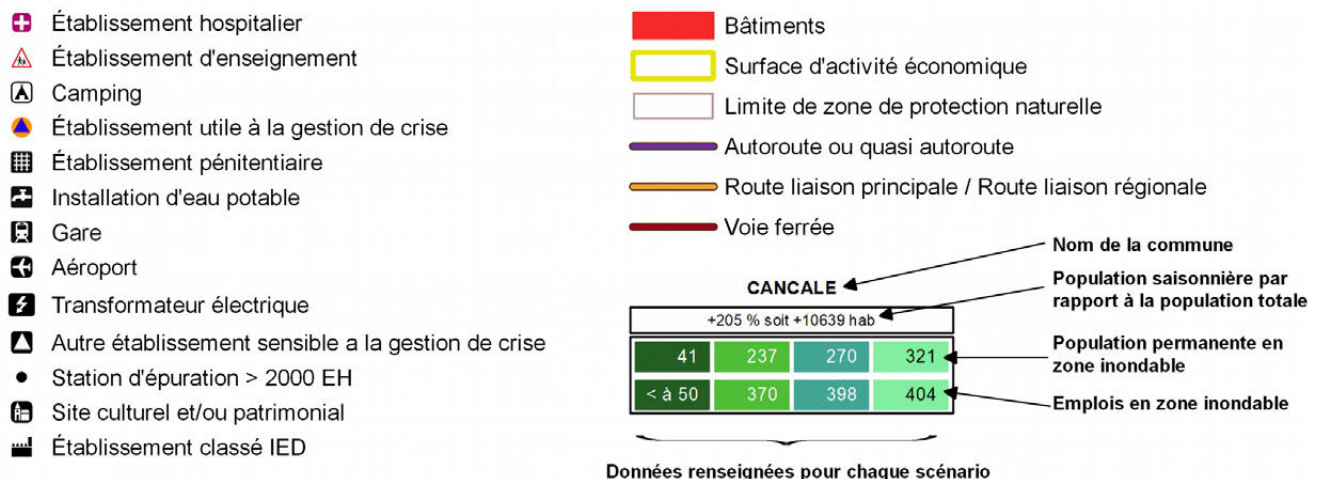 Établissement hospitalier
Établissement d'enseignement
Camping
Établissement utile à la gestion de crise
Établissement pénitentiaire
Installation d'eau potable
Gare
Aéroport
Transformateur électrique
Autre établissement sensible a la gestion de crise
Station d'épuration > 2000 EH
Site culturel et/ou patrimonial
Établissement classé IED
Bâtiments
Surface d'activité économique
Limite de zone de protection naturelle
Autoroute ou quasi autoroute
Route liaison principale / Route liaison régionale
Voie ferrée
Nom de la commune
CANCALE
Population saisonnière par
rapport à la population totale
+205 % soit +10639 hab
41 237 270 321
Population permanente en
zone inondable
< à 50 370 398 404
Emplois en zone inondable
Données renseignées pour chaque scénario